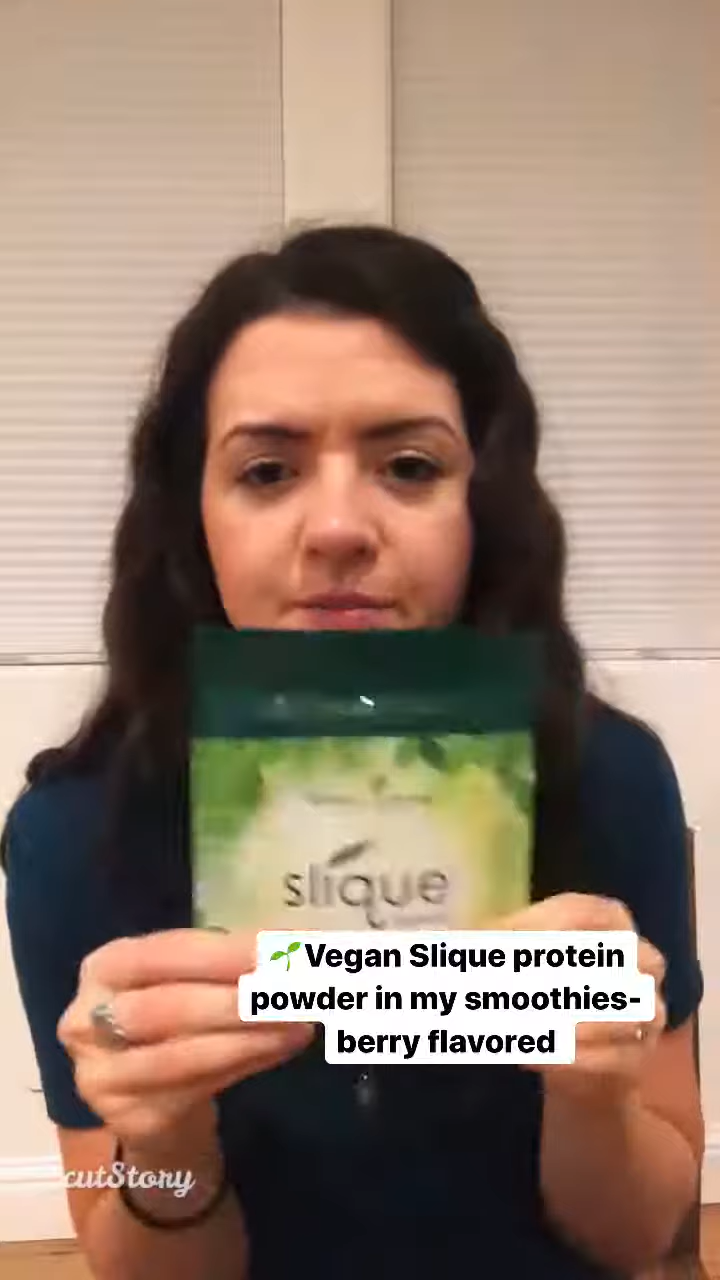 slique
🌱Vegan Slique protein
powder in my smoothies-
berry flavored
cutStory